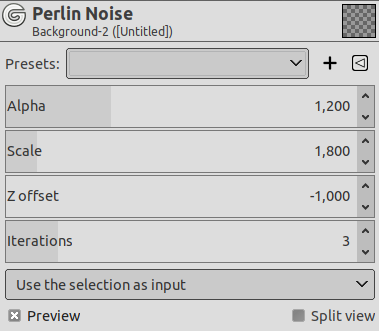 Perlin Noise
Background-2 ([Untitled])
Presets:
Alpha 1,200
Scale 1,800
Z offset -1,000
Iterations 3
Use the selection as input
Preview Split view